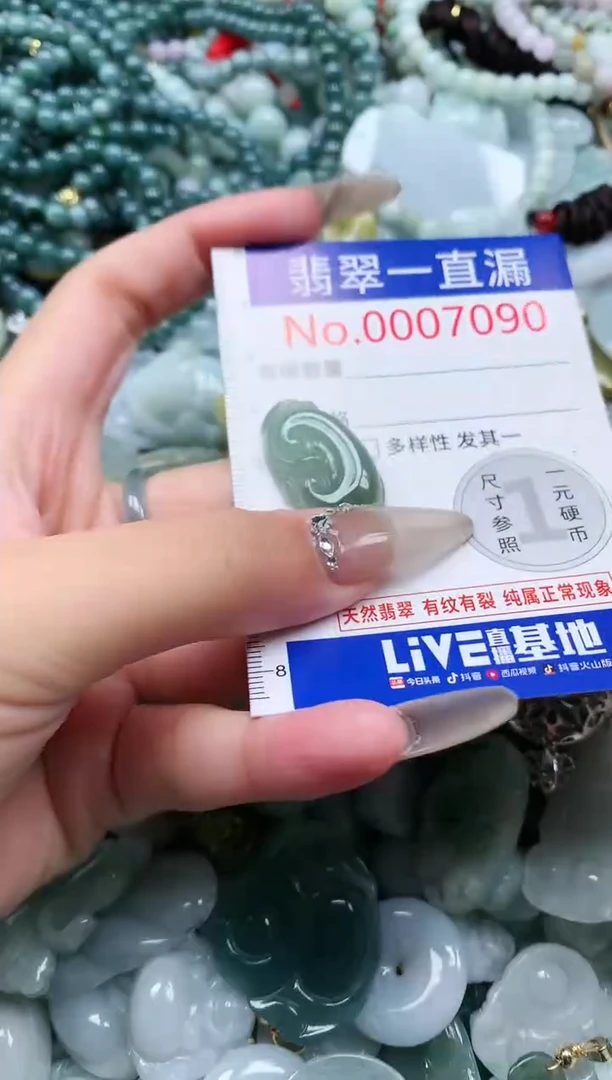 翡翠一直漏
No.0007090
多样性 发其一
尺寸参照
一元硬币
1
天然翡翠 有纹有裂 纯属正常现象
8
LiVE直播基地
今日头条 抖音 西瓜视频 抖音火山版